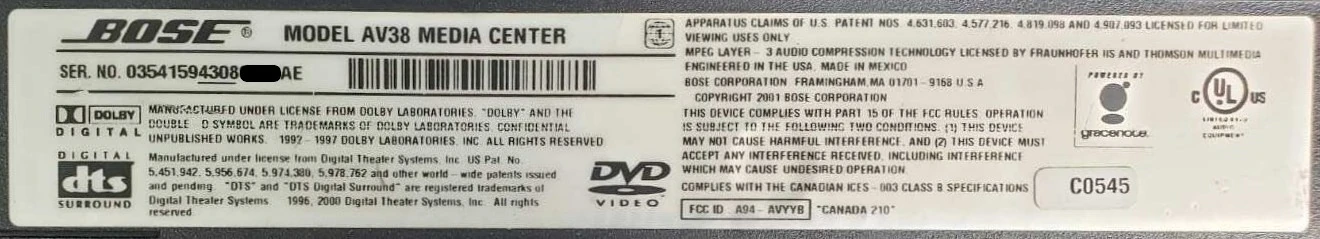 BOSE ® MODEL AV38 MEDIA CENTER
SER. NO. 03541594308 AE
DOLBY
DIGITAL
MANUFACTURED UNDER LICENSE FROM DOLBY LABORATORIES. "DOLBY" AND THE
DOUBLE D SYMBOL ARE TRADEMARKS OF DOLBY LABORATORIES. CONFIDENTIAL
UNPUBLISHED WORKS. 1992-1997 DOLBY LABORATORIES, INC. ALL RIGHTS RESERVED
DIGITAL
dts
SURROUND
Manufactured under license from Digital Theater Systems, Inc. US Pat. No.
5,451,942, 5,956,674, 5,974,380, 5,978,762 and other world-wide patents issued
and pending. "DTS" and "DTS Digital Surround" are registered trademarks of
Digital Theater Systems 1996, 2000 Digital Theater Systems, Inc. All rights
reserved
DVD
VIDEO™
APPARATUS CLAIMS OF U.S. PATENT NOS. 4,631,603, 4,577,216, 4,819,098 AND 4,907,093 LICENSED FOR LIMITED
VIEWING USES ONLY
MPEG LAYER - 3 AUDIO COMPRESSION TECHNOLOGY LICENSED BY FRAUNHOFER IIS AND THOMSON MULTIMEDIA
ENGINEERED IN THE USA, MADE IN MEXICO
BOSE CORPORATION FRAMINGHAM, MA 01701-9168 U S A
COPYRIGHT 2001 BOSE CORPORATION
THIS DEVICE COMPLIES WITH PART 15 OF THE FCC RULES. OPERATION
IS SUBJECT TO THE FOLLOWING TWO CONDITIONS. (1) THIS DEVICE
MAY NOT CAUSE HARMFUL INTERFERENCE, AND (2) THIS DEVICE MUST
ACCEPT ANY INTERFERENCE RECEIVED, INCLUDING INTERFERENCE
WHICH MAY CAUSE UNDESIRED OPERATION.
COMPLIES WITH THE CANADIAN ICES-003 CLASS B SPECIFICATIONS
FCC ID A94-AVYYB "CANADA 210"
POWERED BY
gracenote.
C UL US
LISTED
AUDIO
EQUIPMENT
C0545